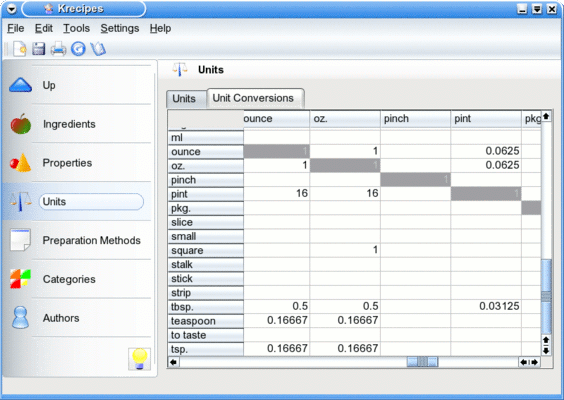 Krecipes
File Edit Tools Settings Help
Units
Up
Ingredients
Properties
Units
Preparation Methods
Categories
Authors
Units Unit Conversions
ounce oz. pinch pint pkg
ml
ounce 1 1 0.0625
oz. 1 1 0.0625
pinch 1
pint 16 16 1
pkg.
slice
small
square 1
stalk
stick
strip
tbsp. 0.5 0.5 0.03125
teaspoon 0.16667 0.16667
to taste
tsp. 0.16667 0.16667